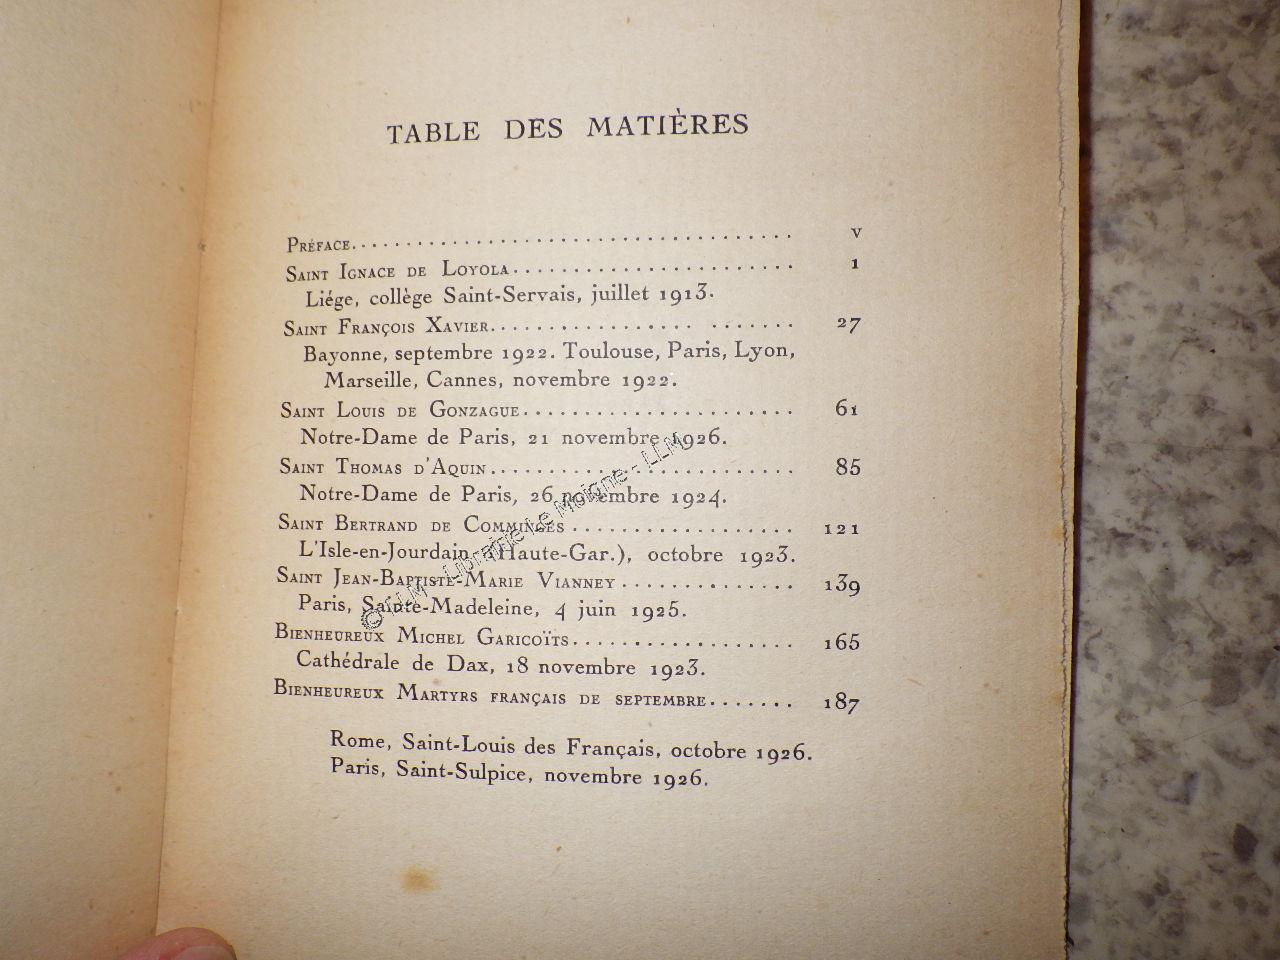 TABLE DES MATIÈRES
Préface........................................ v
Saint Ignace de Loyola........................ 1
Liége, collège Saint-Servais, juillet 1913.
Saint François Xavier......................... 27
Bayonne, septembre 1922. Toulouse, Paris, Lyon,
Marseille, Cannes, novembre 1922.
Saint Louis de Gonzague....................... 61
Notre-Dame de Paris, 21 novembre 1926.
Saint Thomas d'Aquin.......................... 85
Notre-Dame de Paris, 26 novembre 1924.
Saint Bertrand de Comminges................... 121
L'Isle-en-Jourdain (Haute-Gar.), octobre 1923.
Saint Jean-Baptiste-Marie Vianney............... 139
Paris, Sainte-Madeleine, 4 juin 1925.
Bienheureux Michel Garicoïts................... 165
Cathédrale de Dax, 18 novembre 1923.
Bienheureux Martyrs français de septembre....... 187
Rome, Saint-Louis des Français, octobre 1926.
Paris, Saint-Sulpice, novembre 1926.
© LLM - Librairie Le Moigne - LLM